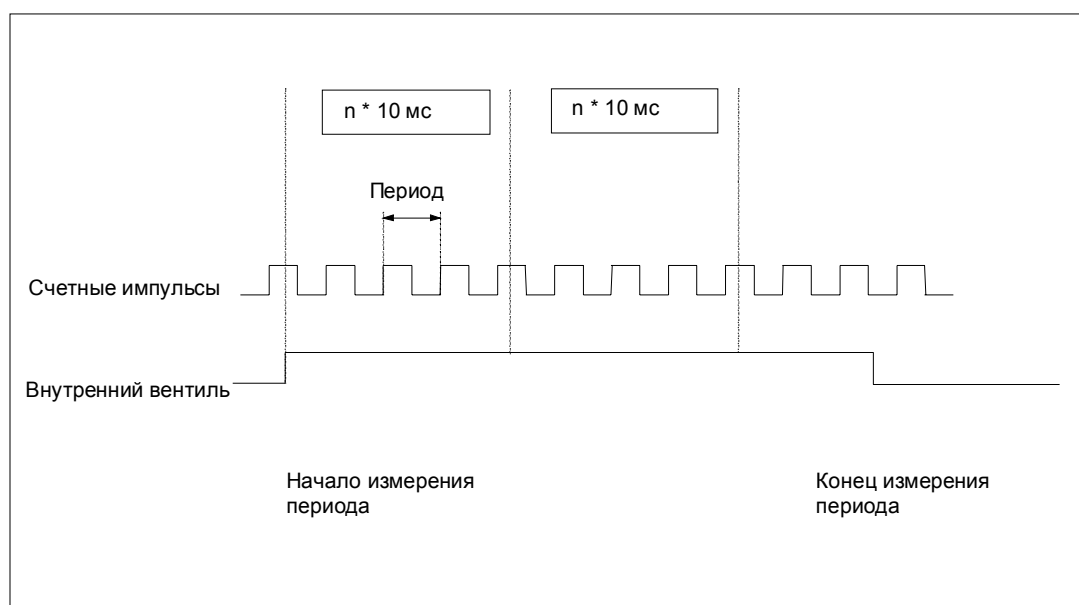 n * 10 мс
n * 10 мс
Период
Счетные импульсы
Внутренний вентиль
Начало измерения
периода
Конец измерения
периода